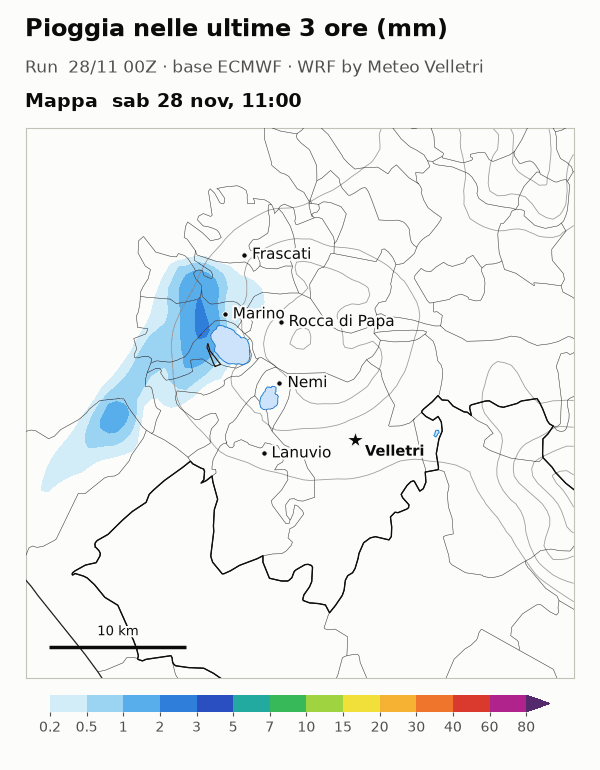 Pioggia nelle ultime 3 ore (mm)
Run  28/11 00Z · base ECMWF · WRF by Meteo Velletri
Mappa  sab 28 nov, 11:00
Frascati
Marino
Rocca di Papa
Nemi
Velletri
Lanuvio
10 km
0.2 0.5 1 2 3 5 7 10 15 20 30 40 60 80